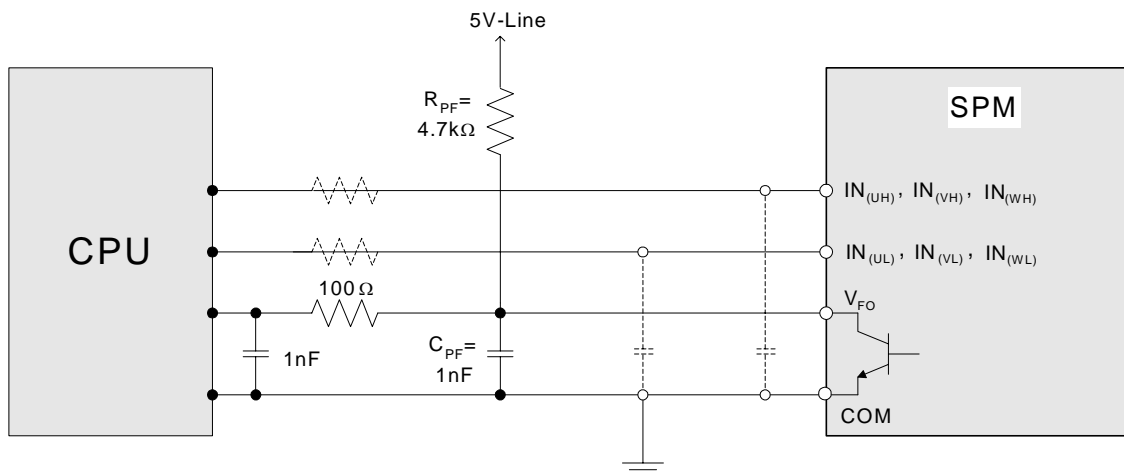 5V-Line
R_PF=
4.7kΩ
SPM
CPU
IN_(UH), IN_(VH), IN_(WH)
IN_(UL), IN_(VL), IN_(WL)
100 Ω
V_FO
1nF
C_PF=
1nF
COM